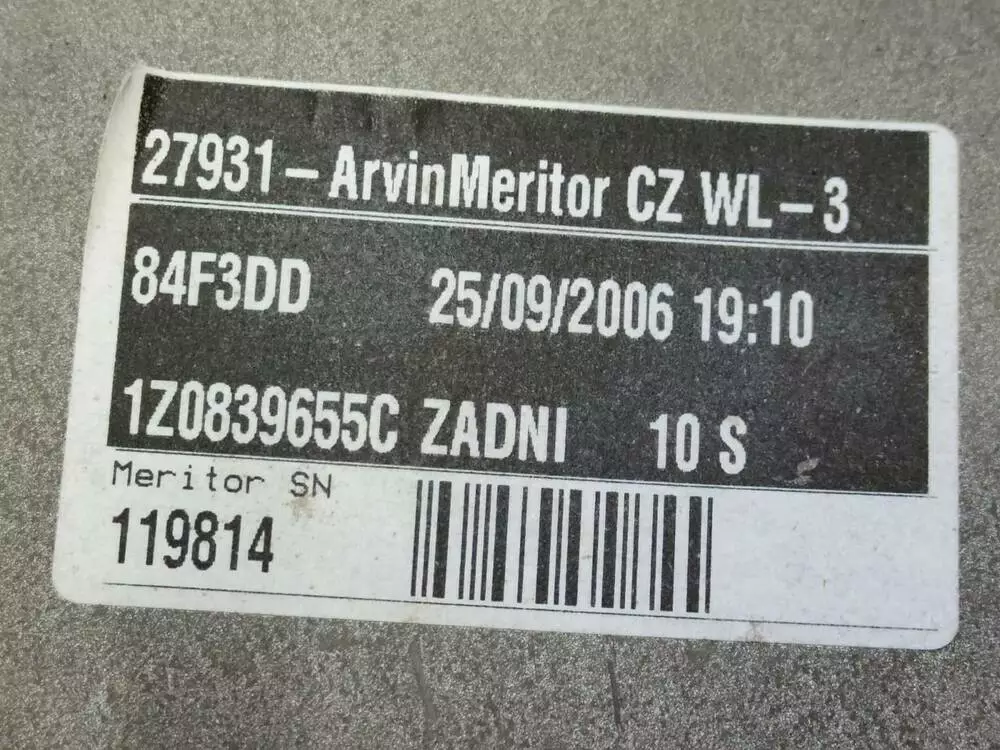 27931-ArvinMeritor CZ WL-3
84F3DD 25/09/2006 19:10
1Z0839655C ZADNI 10 S
Meritor SN
119814